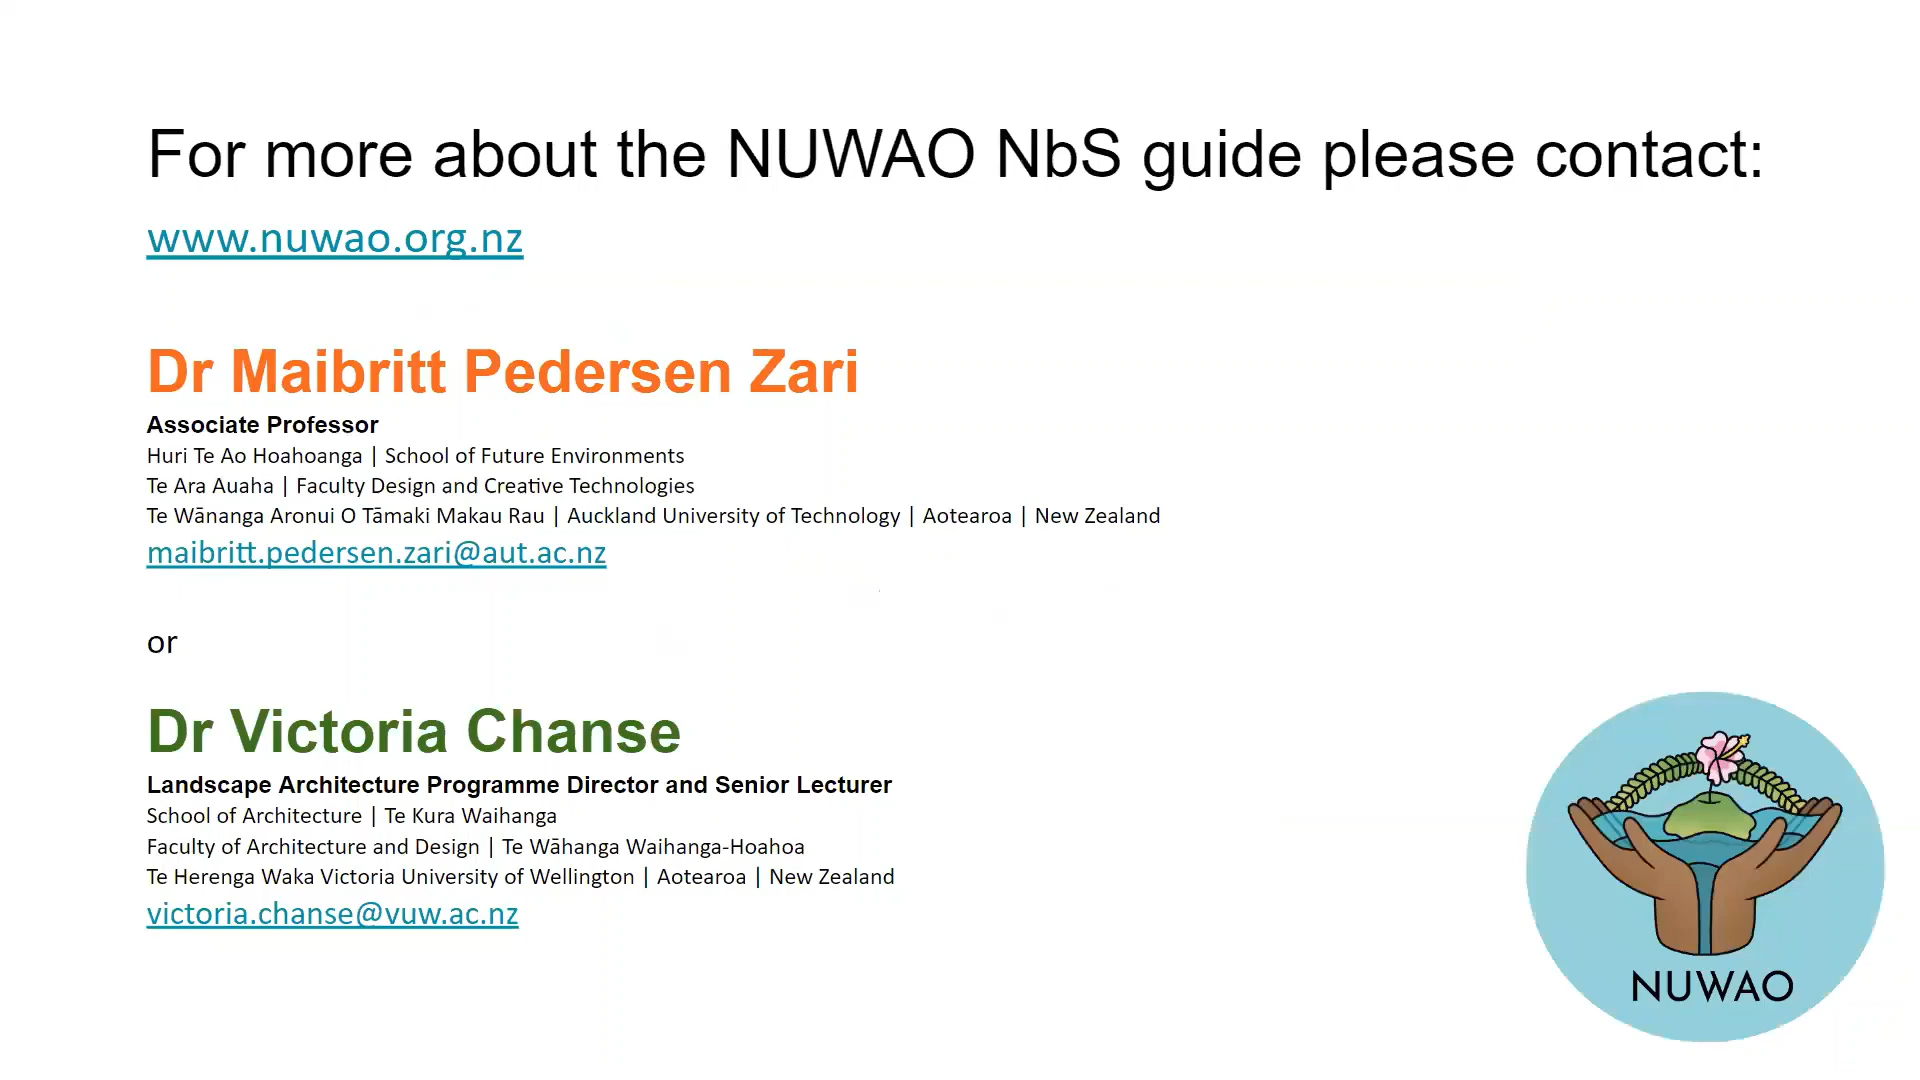 For more about the NUWAO NbS guide please contact:
www.nuwao.org.nz
Dr Maibritt Pedersen Zari
Associate Professor
Huri Te Ao Hoahoanga | School of Future Environments
Te Ara Auaha | Faculty Design and Creative Technologies
Te Wānanga Aronui O Tāmaki Makau Rau | Auckland University of Technology | Aotearoa | New Zealand
maibritt.pedersen.zari@aut.ac.nz
or
Dr Victoria Chanse
Landscape Architecture Programme Director and Senior Lecturer
School of Architecture | Te Kura Waihanga
Faculty of Architecture and Design | Te Wāhanga Waihanga-Hoahoa
Te Herenga Waka Victoria University of Wellington | Aotearoa | New Zealand
victoria.chanse@vuw.ac.nz
NUWAO